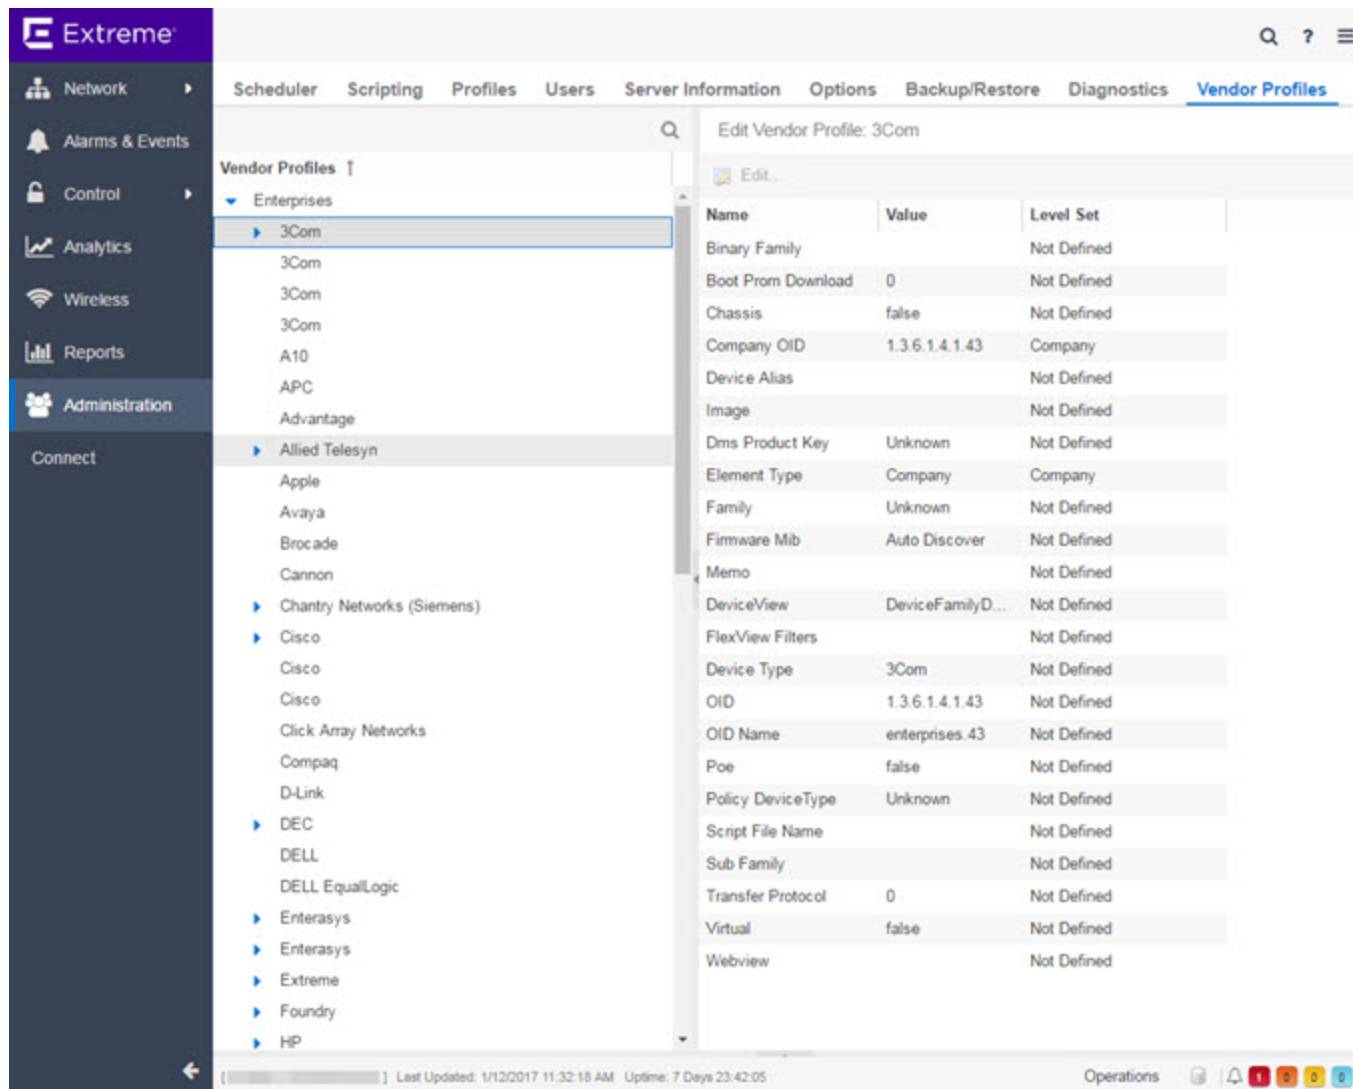 Extreme
Network
Alarms & Events
Control
Analytics
Wireless
Reports
Administration
Connect
?
Scheduler Scripting Profiles Users Server Information Options Backup/Restore Diagnostics Vendor Profiles
Vendor Profiles
Enterprises
3Com
3Com
3Com
3Com
A10
APC
Advantage
Allied Telesyn
Apple
Avaya
Brocade
Cannon
Chantry Networks (Siemens)
Cisco
Cisco
Cisco
Click Array Networks
Compaq
D-Link
DEC
DELL
DELL EqualLogic
Enterasys
Enterasys
Extreme
Foundry
HP
Edit Vendor Profile: 3Com
Edit...
Name Value Level Set
Binary Family Not Defined
Boot Prom Download 0 Not Defined
Chassis false Not Defined
Company OID 1.3.6.1.4.1.43 Company
Device Alias Not Defined
Image Not Defined
Dms Product Key Unknown Not Defined
Element Type Company Company
Family Unknown Not Defined
Firmware Mib Auto Discover Not Defined
Memo Not Defined
DeviceView DeviceFamilyD... Not Defined
FlexView Filters Not Defined
Device Type 3Com Not Defined
OID 1.3.6.1.4.1.43 Not Defined
OID Name enterprises.43 Not Defined
Poe false Not Defined
Policy DeviceType Unknown Not Defined
Script File Name Not Defined
Sub Family Not Defined
Transfer Protocol 0 Not Defined
Virtual false Not Defined
Webview Not Defined
[ ] Last Updated: 1/12/2017 11:32:18 AM Uptime: 7 Days 23:42:05
Operations 1 0 0 0